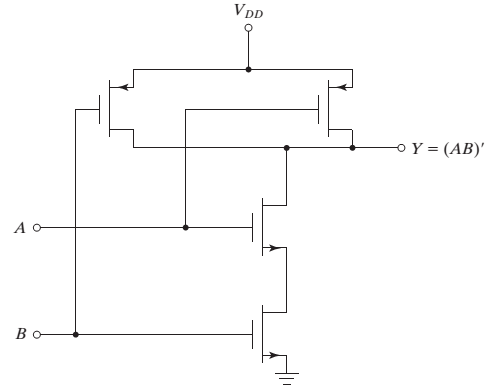 V_DD
Y = (AB)′
A
B